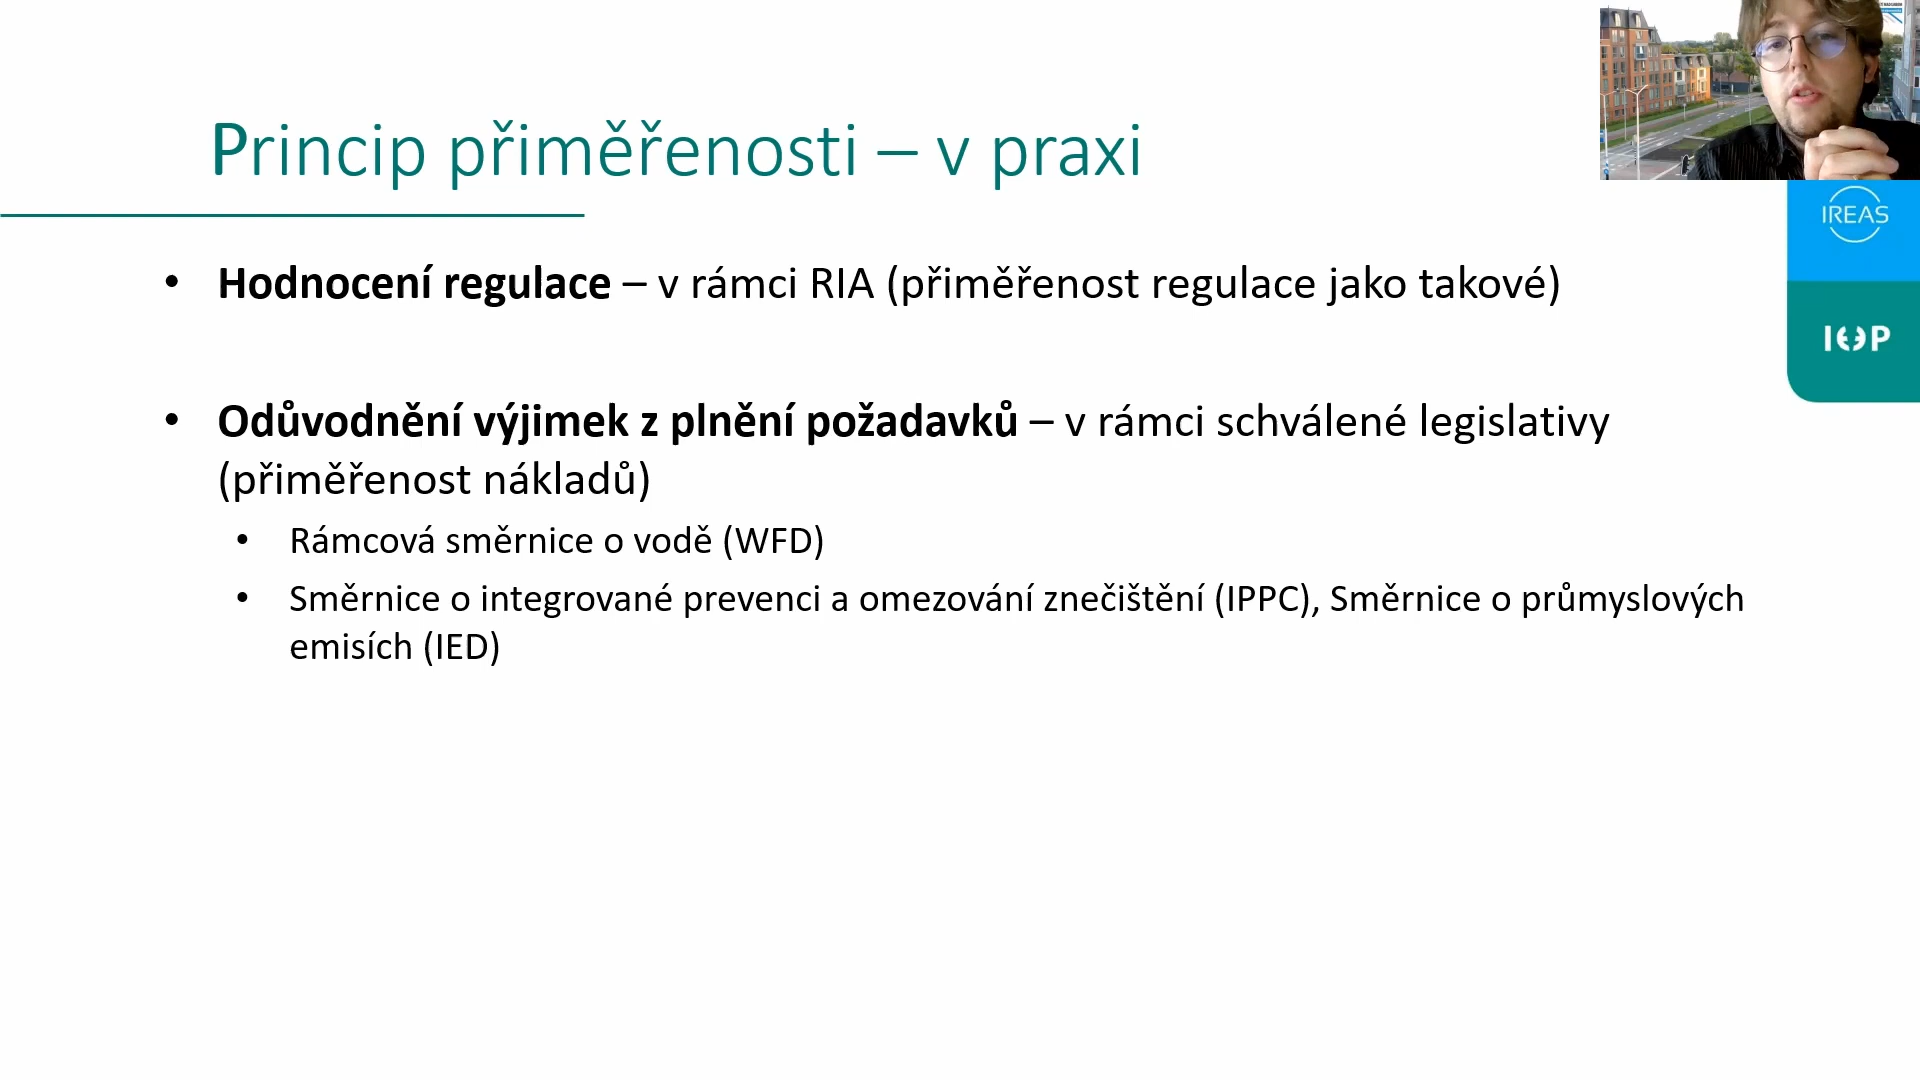 Princip přiměřenosti – v praxi
IREAS
• Hodnocení regulace – v rámci RIA (přiměřenost regulace jako takové)
IEEP
• Odůvodnění výjimek z plnění požadavků – v rámci schválené legislativy
(přiměřenost nákladů)
• Rámcová směrnice o vodě (WFD)
• Směrnice o integrované prevenci a omezování znečištění (IPPC), Směrnice o průmyslových
emisích (IED)